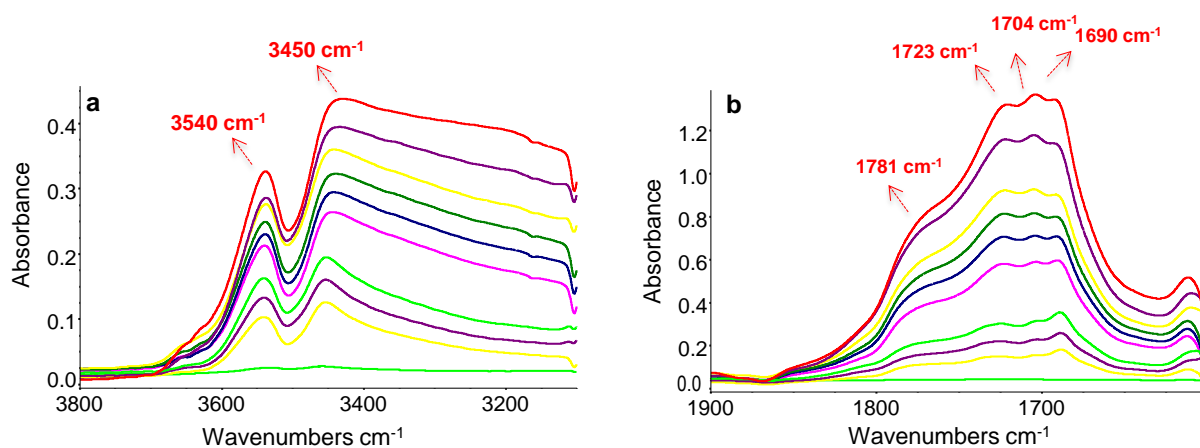 a
3450 cm-1
3540 cm-1
Absorbance
0.4
0.3
0.2
0.1
0.0
3800
3600
3400
3200
Wavenumbers cm-1
b
1704 cm-1
1723 cm-1
1690 cm-1
1781 cm-1
Absorbance
1.2
1.0
0.8
0.6
0.4
0.2
0.0
1900
1800
1700
Wavenumbers cm-1